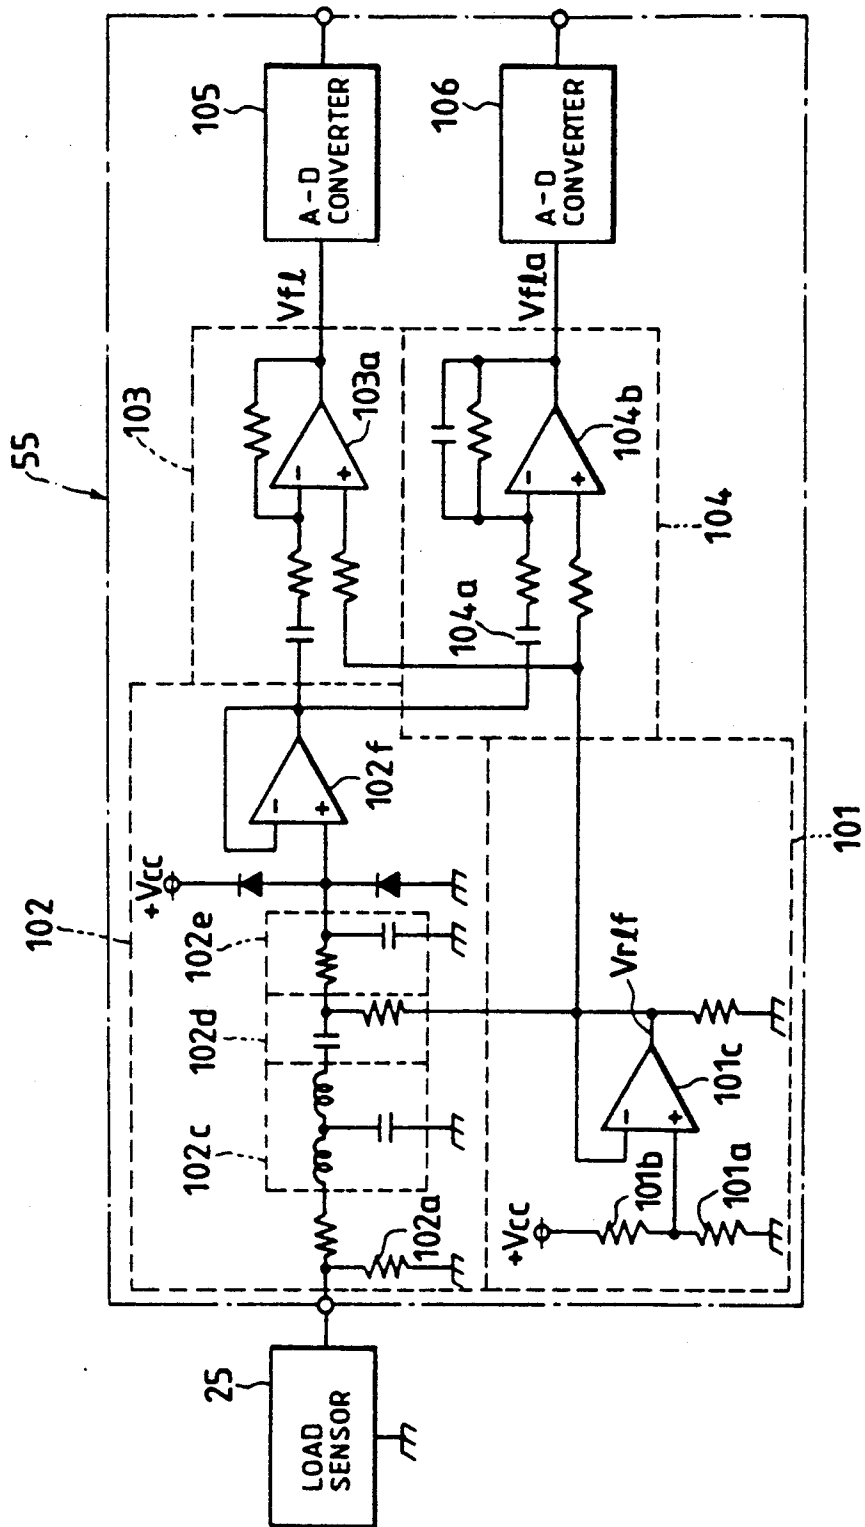 55
LOAD
SENSOR
25
102
102a
102c
102d
102e
+Vcc
102f
103
103a
Vfℓ
A-D
CONVERTER
105
104
104a
104b
Vfℓa
A-D
CONVERTER
106
101
+Vcc
101b
101a
101c
Vrℓf
-
+
-
+
-
+
-
+